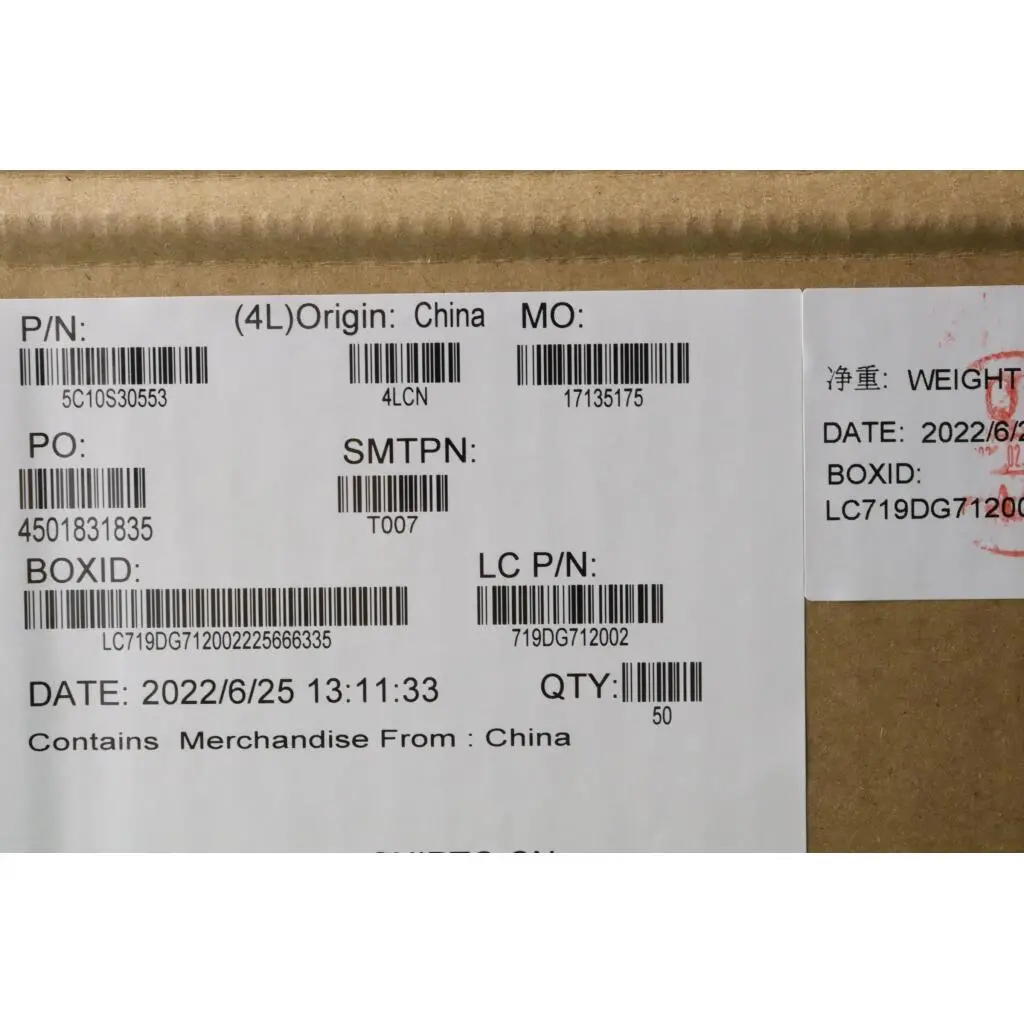 P/N: (4L)Origin: China MO:
5C10S30553 4LCN 17135175
PO: SMTPN:
4501831835 T007
BOXID: LC P/N:
LC719DG712002225666335 719DG712002
DATE: 2022/6/25 13:11:33 QTY:
50
Contains Merchandise From : China
净重: WEIGHT
DATE: 2022/6/2
BOXID:
LC719DG71200